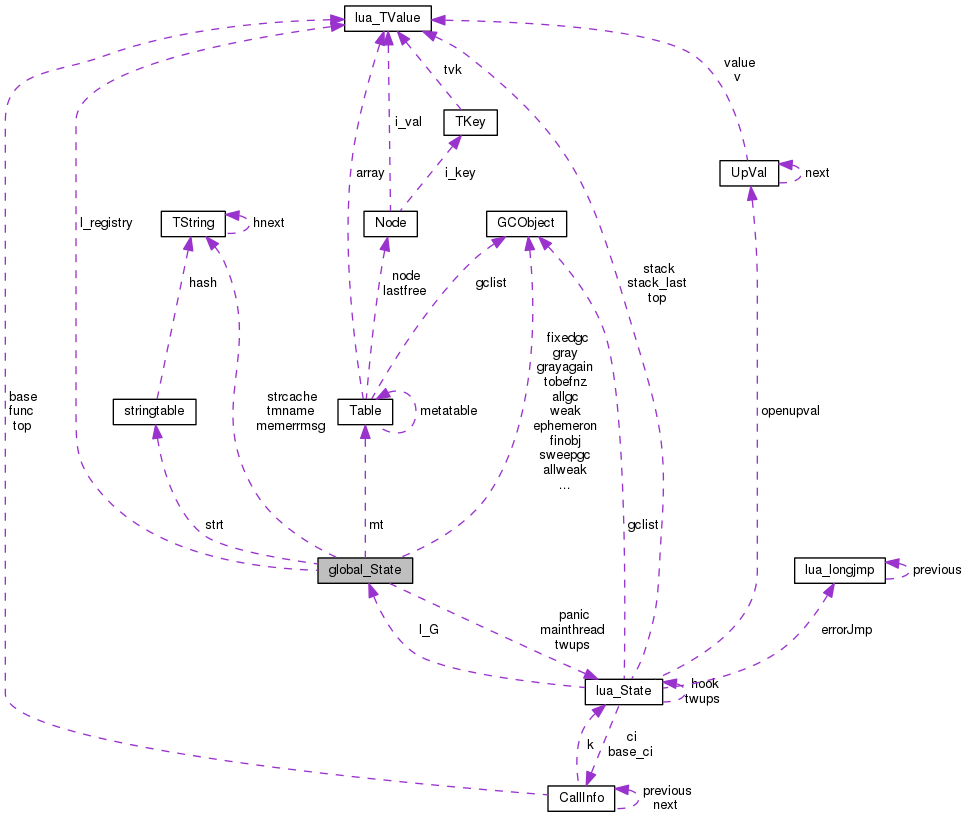 lua_TValue
tvk
value
v
TKey
i_val
UpVal
next
array
i_key
TString
hnext
l_registry
Node
GCObject
hash
node
lastfree
gclist
stack
stack_last
top
fixedgc
gray
grayagain
tobefnz
allgc
weak
ephemeron
finobj
sweepgc
allweak
...
base
func
top
stringtable
strcache
tmname
memerrmsg
Table
metatable
openupval
strt
mt
gclist
global_State
lua_longjmp
previous
l_G
panic
mainthread
twups
errorJmp
lua_State
hook
twups
k
ci
base_ci
CallInfo
previous
next